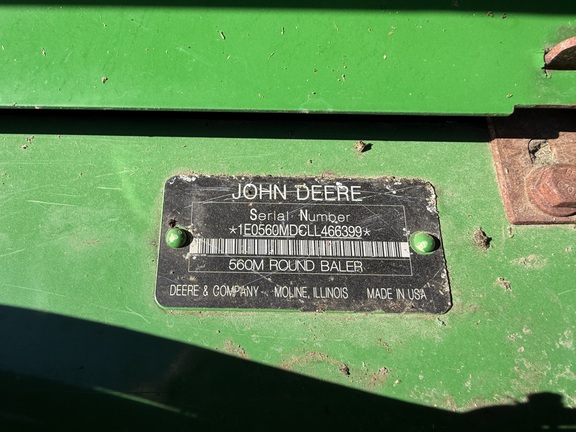 JOHN DEERE
Serial Number
*1E0560MDCLL466399*
560M ROUND BALER
DEERE & COMPANY MOLINE, ILLINOIS MADE IN USA